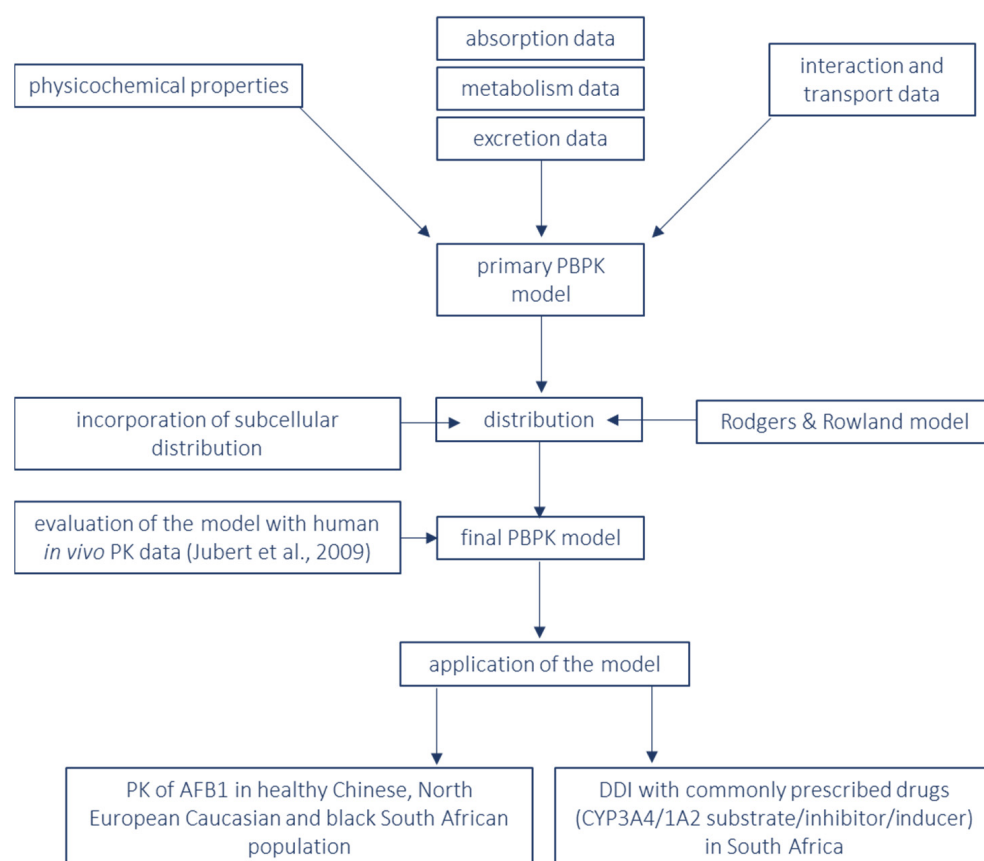 absorption data
physicochemical properties
metabolism data
interaction and
transport data
excretion data
primary PBPK
model
incorporation of subcellular
distribution
distribution
Rodgers & Rowland model
evaluation of the model with human
in vivo PK data (Jubert et al., 2009)
final PBPK model
application of the model
PK of AFB1 in healthy Chinese, North
European Caucasian and black South African
population
DDI with commonly prescribed drugs
(CYP3A4/1A2 substrate/inhibitor/inducer)
in South Africa